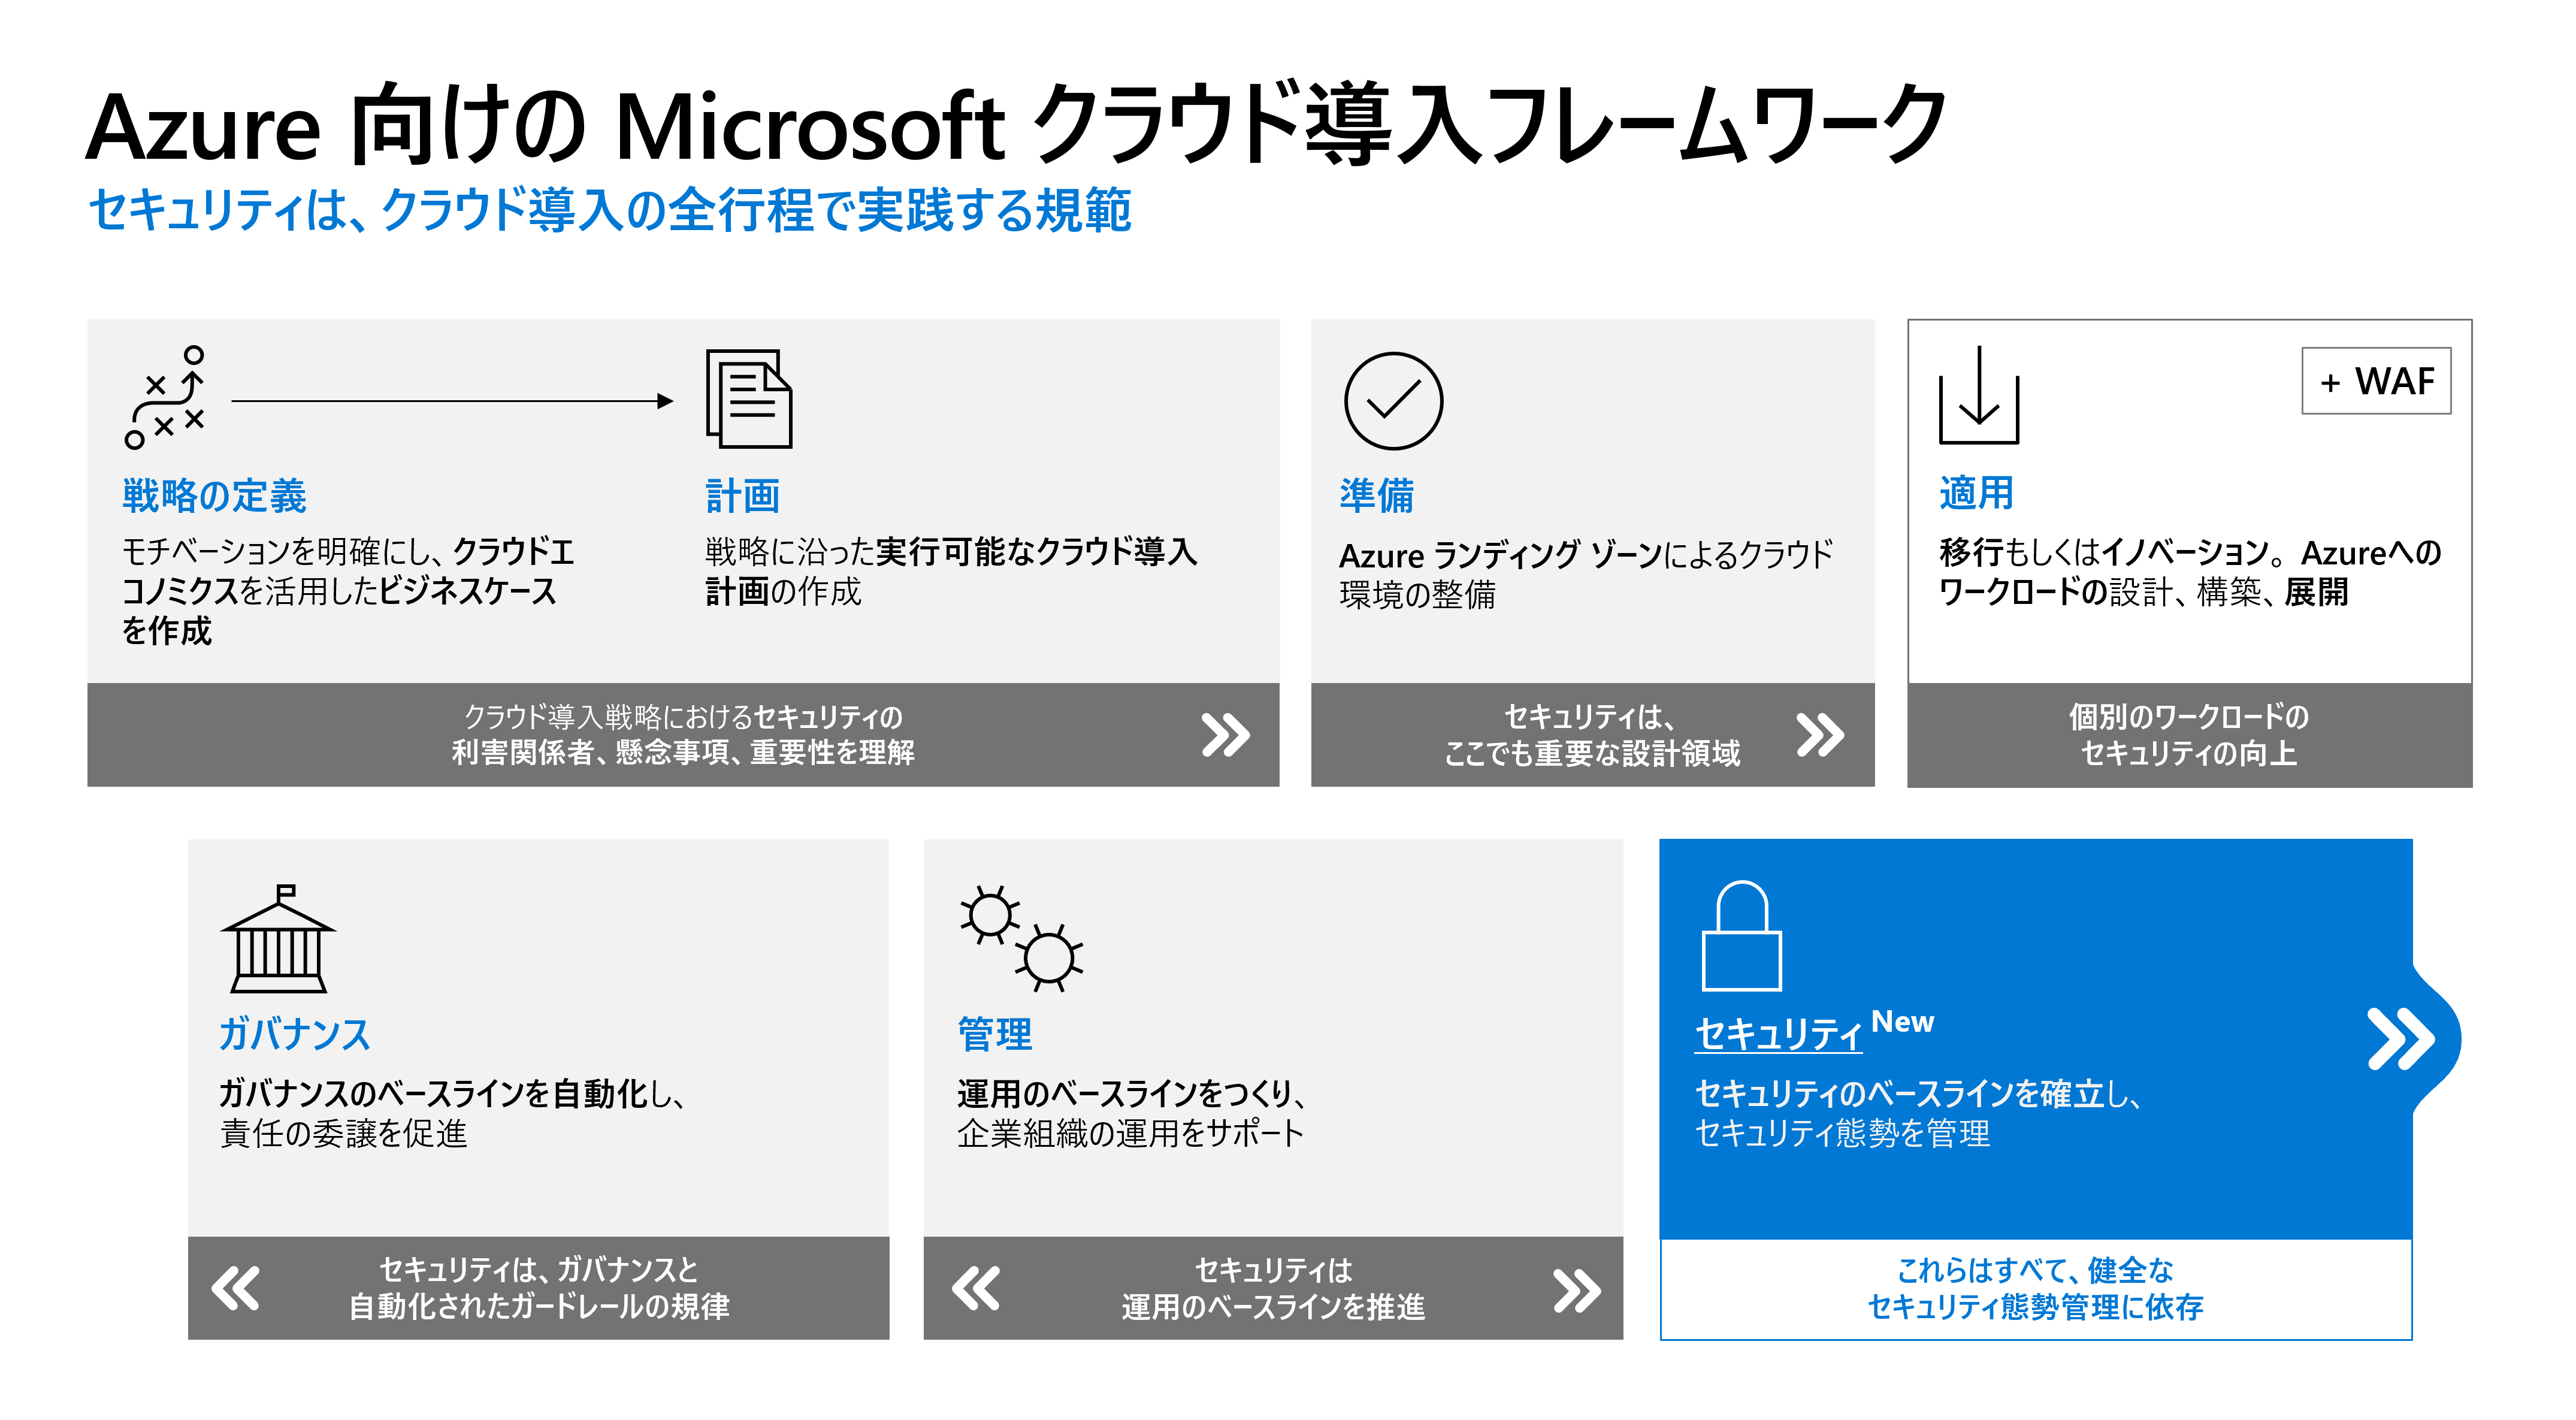 Azure 向けの Microsoft クラウド導入フレームワーク
セキュリティは、クラウド導入の全行程で実践する規範
戦略の定義
モチベーションを明確にし、クラウドエ
コノミクスを活用したビジネスケース
を作成
計画
戦略に沿った実行可能なクラウド導入
計画の作成
クラウド導入戦略におけるセキュリティの
利害関係者、懸念事項、重要性を理解
準備
Azure ランディング ゾーンによるクラウド
環境の整備
セキュリティは、
ここでも重要な設計領域
+ WAF
適用
移行もしくはイノベーション。Azureへの
ワークロードの設計、構築、展開
個別のワークロードの
セキュリティの向上
ガバナンス
ガバナンスのベースラインを自動化し、
責任の委譲を促進
セキュリティは、ガバナンスと
自動化されたガードレールの規律
管理
運用のベースラインをつくり、
企業組織の運用をサポート
セキュリティは
運用のベースラインを推進
セキュリティ New
セキュリティのベースラインを確立し、
セキュリティ態勢を管理
これらはすべて、健全な
セキュリティ態勢管理に依存